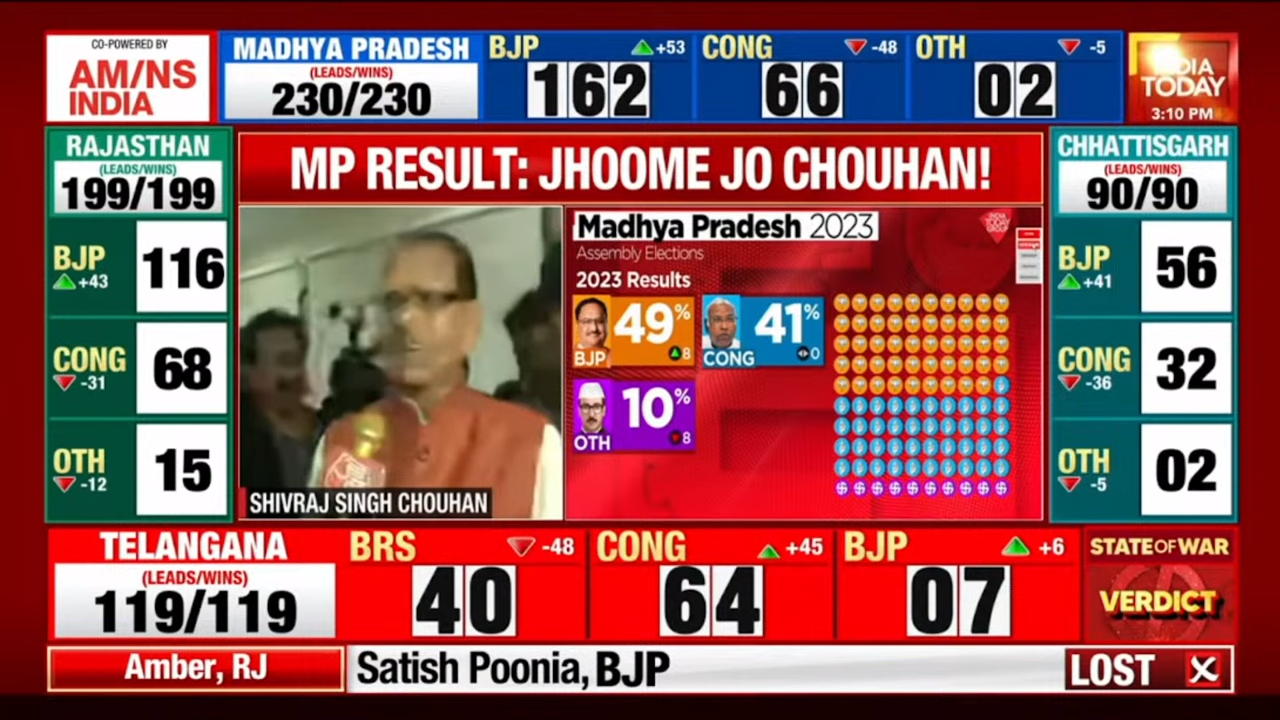 CO-POWERED BY
AM/NS
INDIA
MADHYA PRADESH
(LEADS/WINS)
230/230
BJP +53
162
CONG -48
66
OTH -5
02
INDIA
TODAY
3:10 PM
RAJASTHAN
(LEADS/WINS)
199/199
BJP
+43
116
CONG
-31
68
OTH
-12
15
MP RESULT: JHOOME JO CHOUHAN!
SHIVRAJ SINGH CHOUHAN
Madhya Pradesh 2023
Assembly Elections
2023 Results
49%
BJP 8
41%
CONG 0
10%
OTH 8
INDIA
TODAY
GROUP
CHHATTISGARH
(LEADS/WINS)
90/90
BJP
+41
56
CONG
-36
32
OTH
-5
02
TELANGANA
(LEADS/WINS)
119/119
BRS -48
40
CONG +45
64
BJP +6
07
STATE OF WAR
VERDICT
Amber, RJ
Satish Poonia, BJP
LOST X